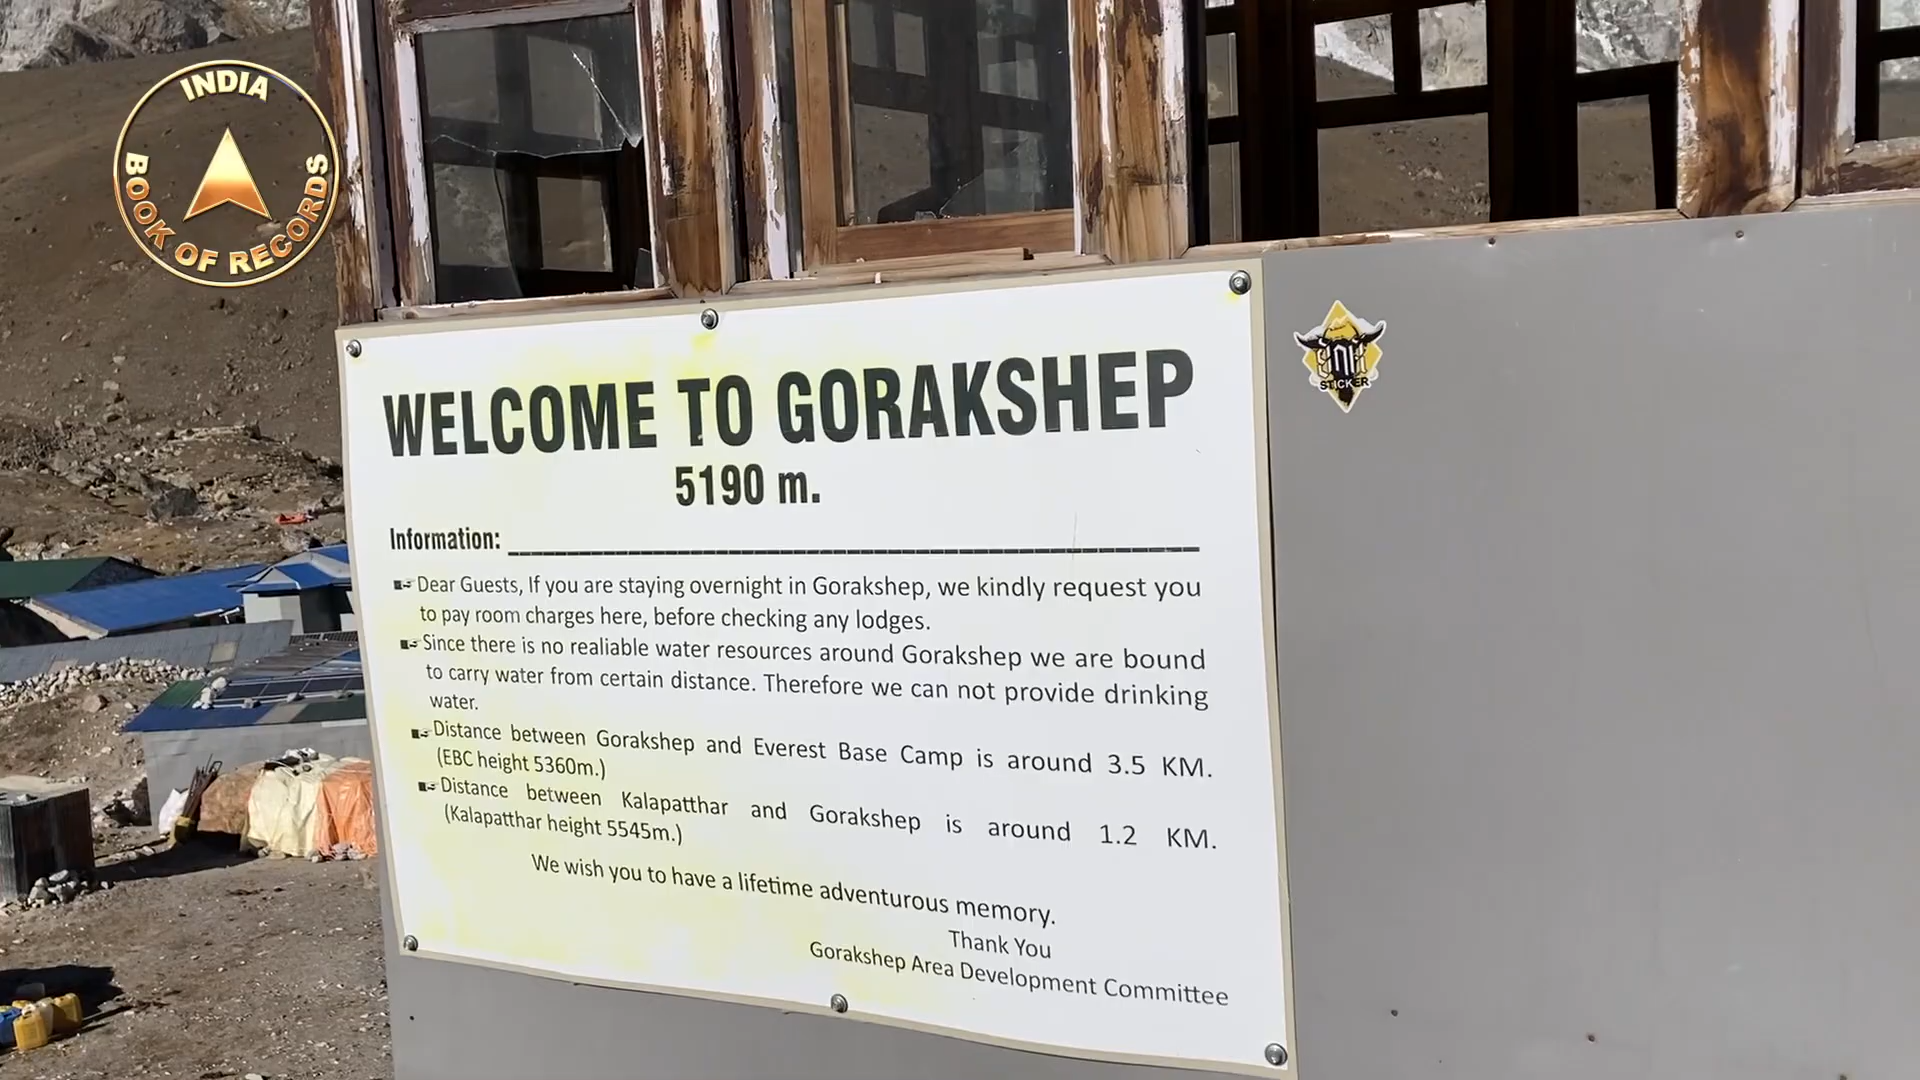 INDIA
BOOK OF RECORDS
WELCOME TO GORAKSHEP
5190 m.
Information:
Dear Guests, If you are staying overnight in Gorakshep, we kindly request you
to pay room charges here, before checking any lodges.
Since there is no realiable water resources around Gorakshep we are bound
to carry water from certain distance. Therefore we can not provide drinking
water.
Distance between Gorakshep and Everest Base Camp is around 3.5 KM.
(EBC height 5360m.)
Distance between Kalapatthar and Gorakshep is around 1.2 KM.
(Kalapatthar height 5545m.)
We wish you to have a lifetime adventurous memory.
Thank You
Gorakshep Area Development Committee
STICKER